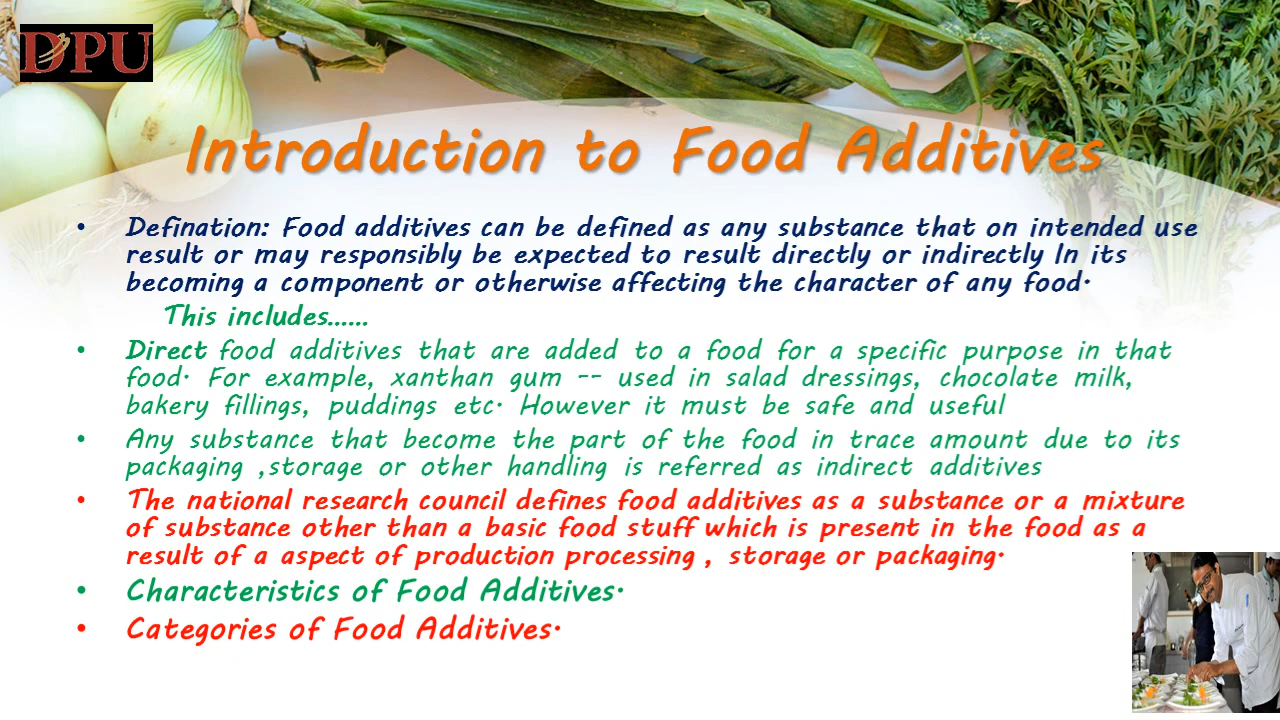 DPU
Introduction to Food Additives
• Defination: Food additives can be defined as any substance that on intended use
result or may responsibly be expected to result directly or indirectly In its
becoming a component or otherwise affecting the character of any food.
This includes......
• Direct food additives that are added to a food for a specific purpose in that
food. For example, xanthan gum -- used in salad dressings, chocolate milk,
bakery fillings, puddings etc. However it must be safe and useful
• Any substance that become the part of the food in trace amount due to its
packaging ,storage or other handling is referred as indirect additives
• The national research council defines food additives as a substance or a mixture
of substance other than a basic food stuff which is present in the food as a
result of a aspect of production processing , storage or packaging.
• Characteristics of Food Additives.
• Categories of Food Additives.